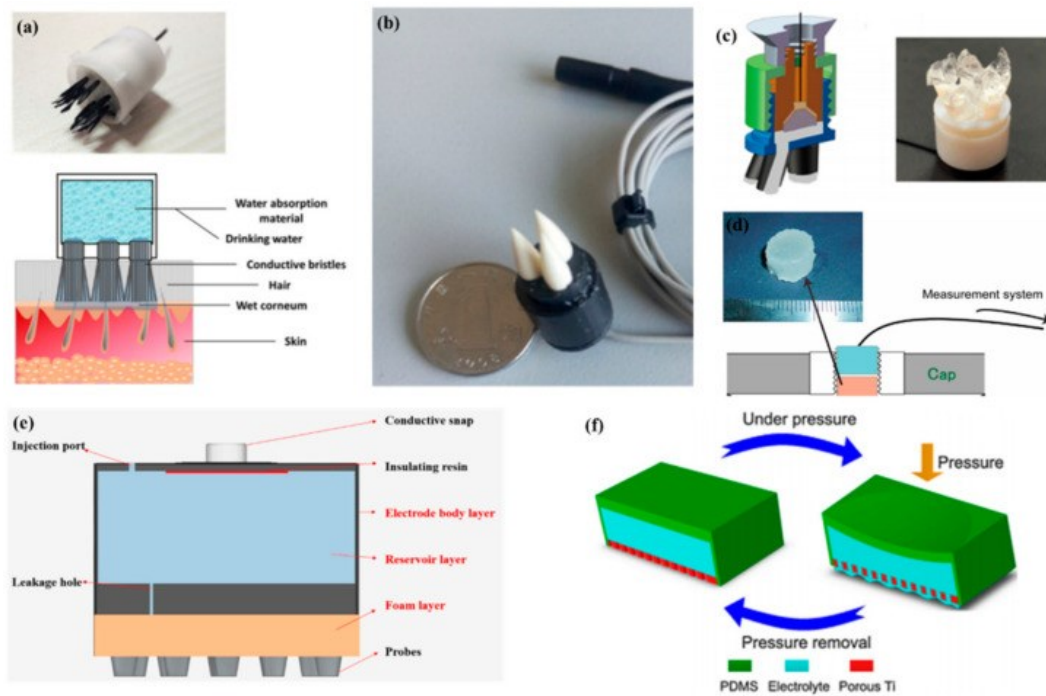 (a)
Water absorption
material
Drinking water
Conductive bristles
Hair
Wet corneum
Skin
(b)
(c)
(d)
Measurement system
Cap
(e)
Conductive snap
Injection port
Insulating resin
Electrode body layer
Reservoir layer
Leakage hole
Foam layer
Probes
(f)
Under pressure
Pressure
Pressure removal
PDMS
Electrolyte
Porous Ti